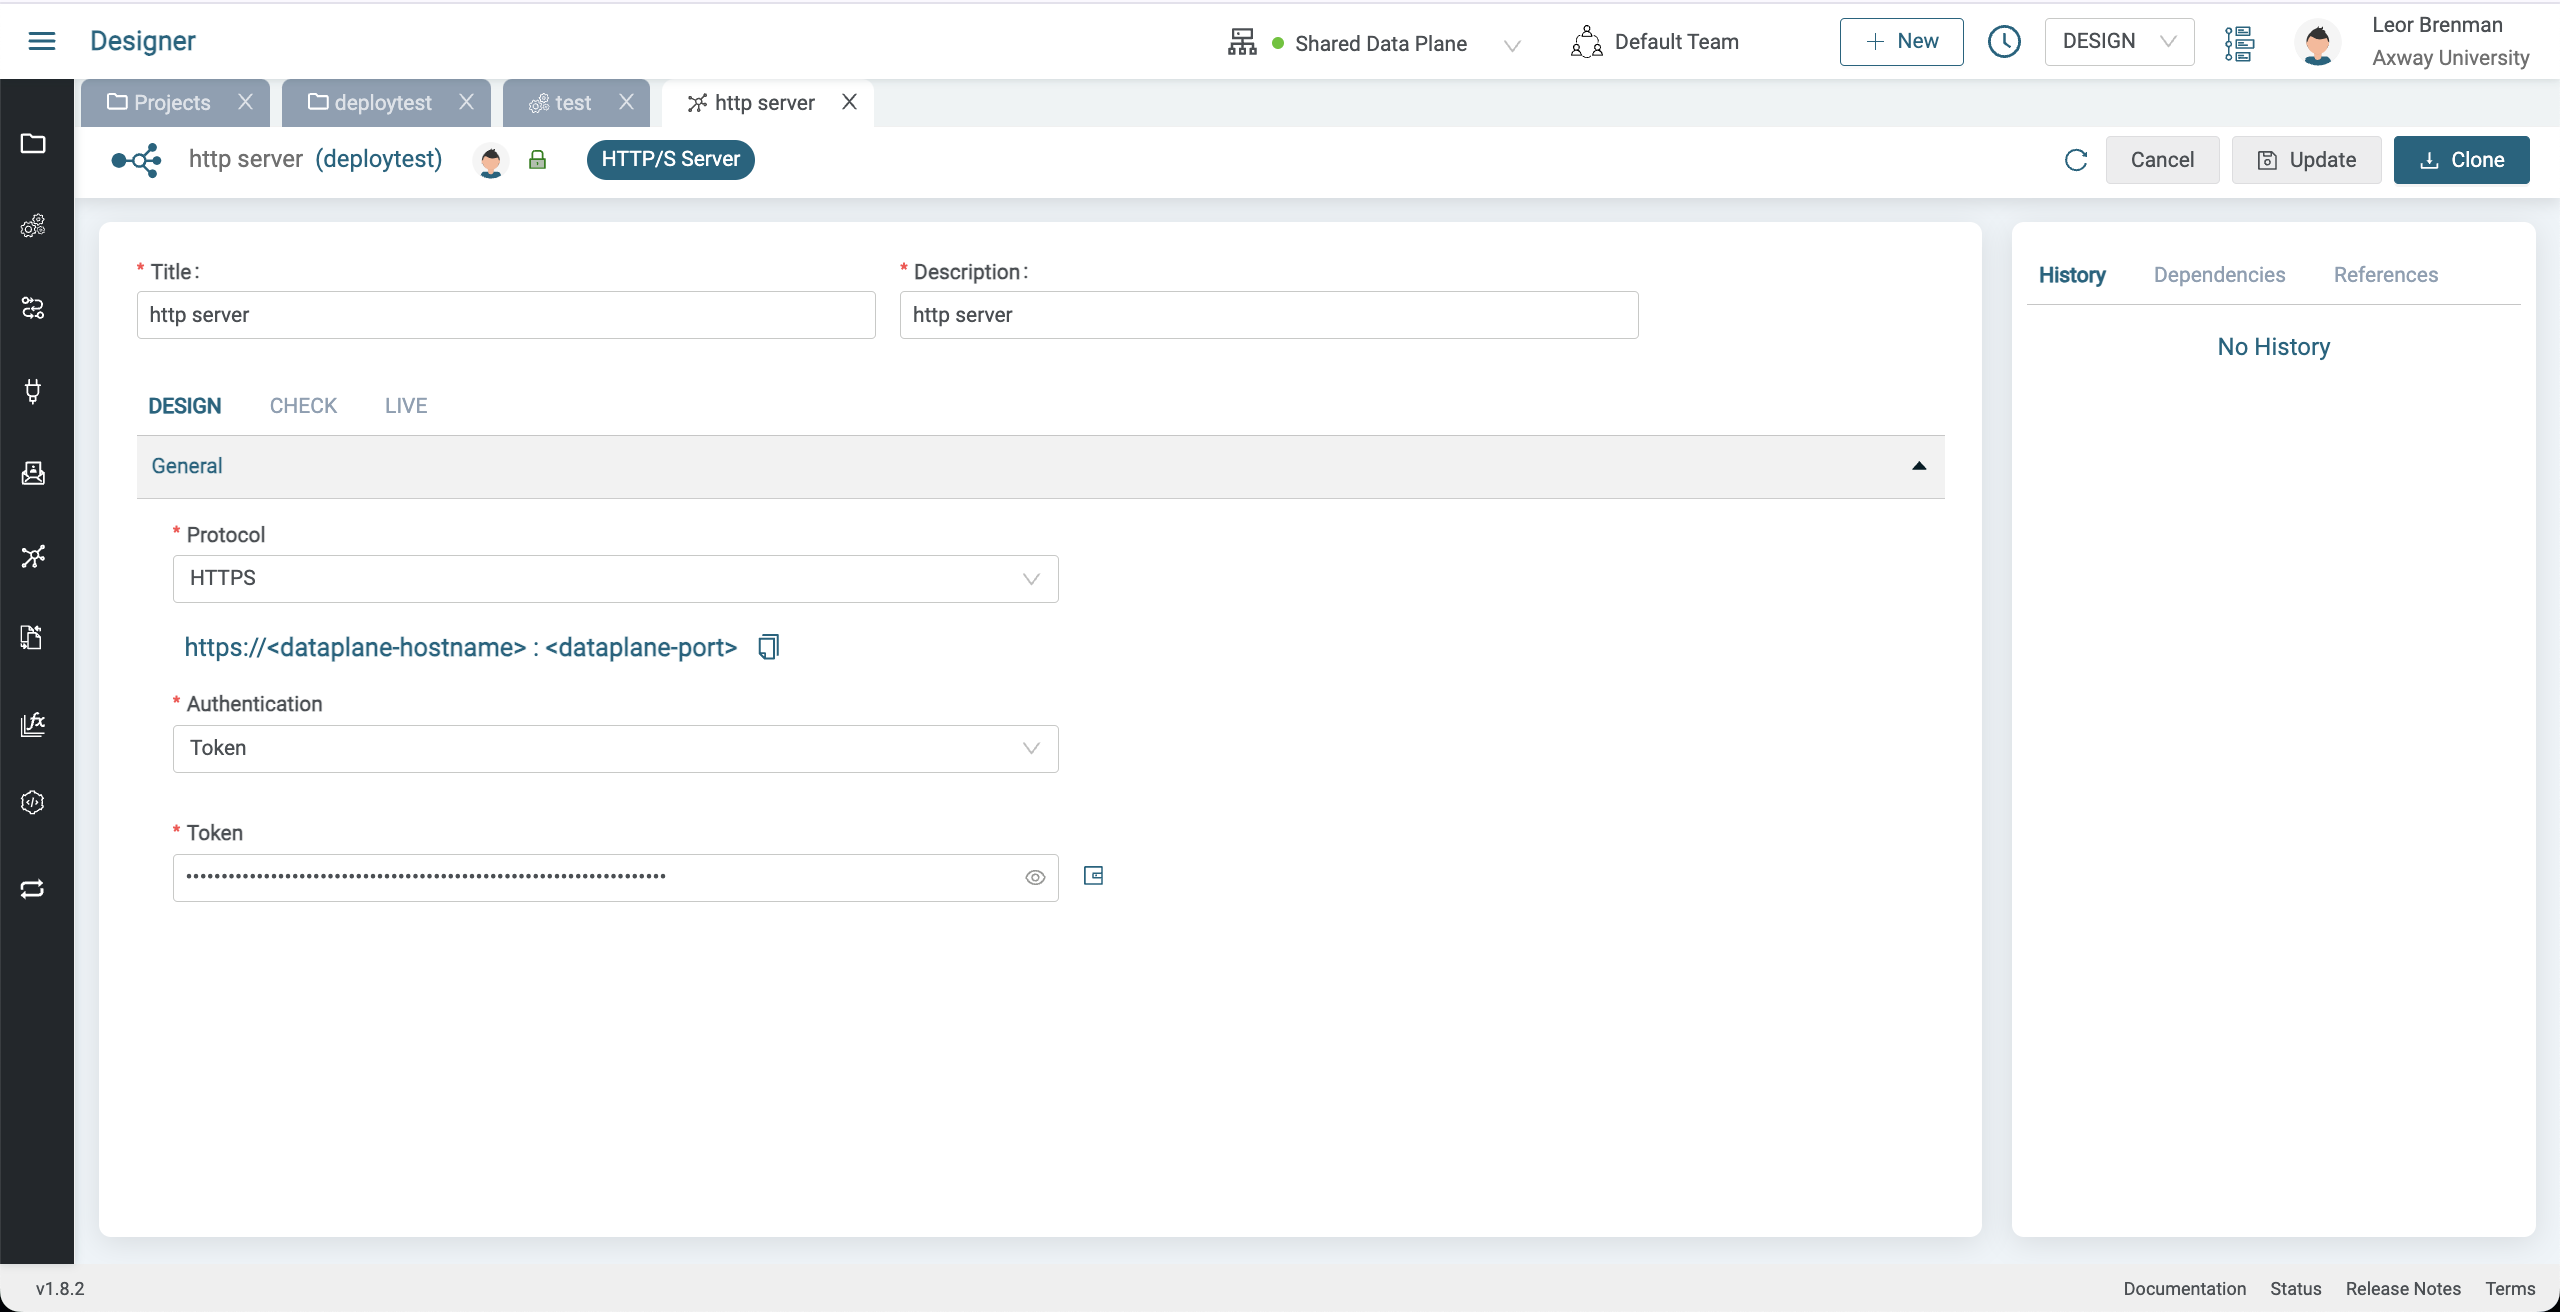 Designer
Shared Data Plane
Default Team
New
DESIGN
Leor Brenman
Axway University
Projects
deploytest
test
http server
http server (deploytest)
HTTP/S Server
Cancel
Update
Clone
* Title:
http server
* Description:
http server
History
Dependencies
References
No History
DESIGN
CHECK
LIVE
General
* Protocol
HTTPS
https://<dataplane-hostname> : <dataplane-port>
* Authentication
Token
* Token
••••••••••••••••••••••••••••••••••••••••••••••••••••••••••••••••••••
v1.8.2
Documentation
Status
Release Notes
Terms